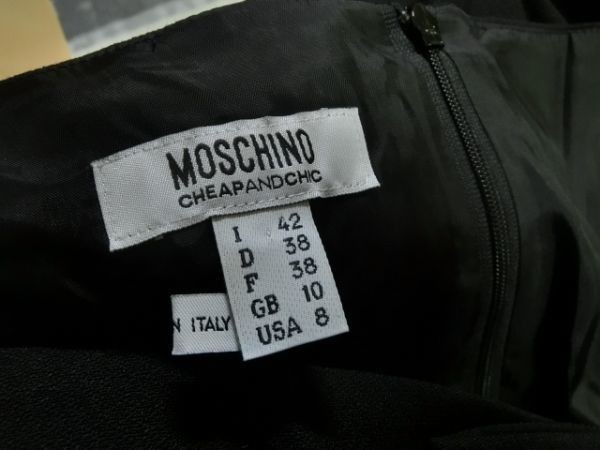 MOSCHINO
CHEAPANDCHIC
I 42
D 38
F 38
GB 10
USA 8
N ITALY